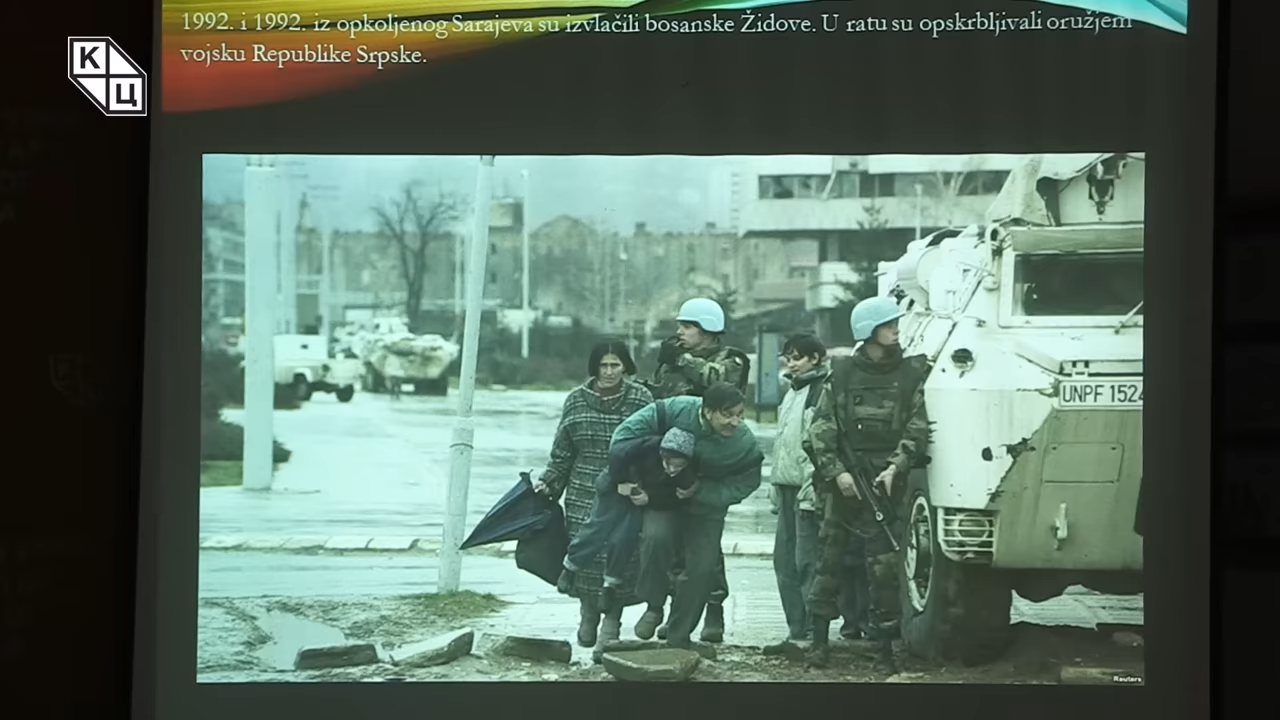 1992. i 1992. iz opkoljenog Sarajeva su izvlačili bosanske Židove. U ratu su opskrbljivali oružjem
vojsku Republike Srpske.
К
Ц
UNPF 1524
Reuters